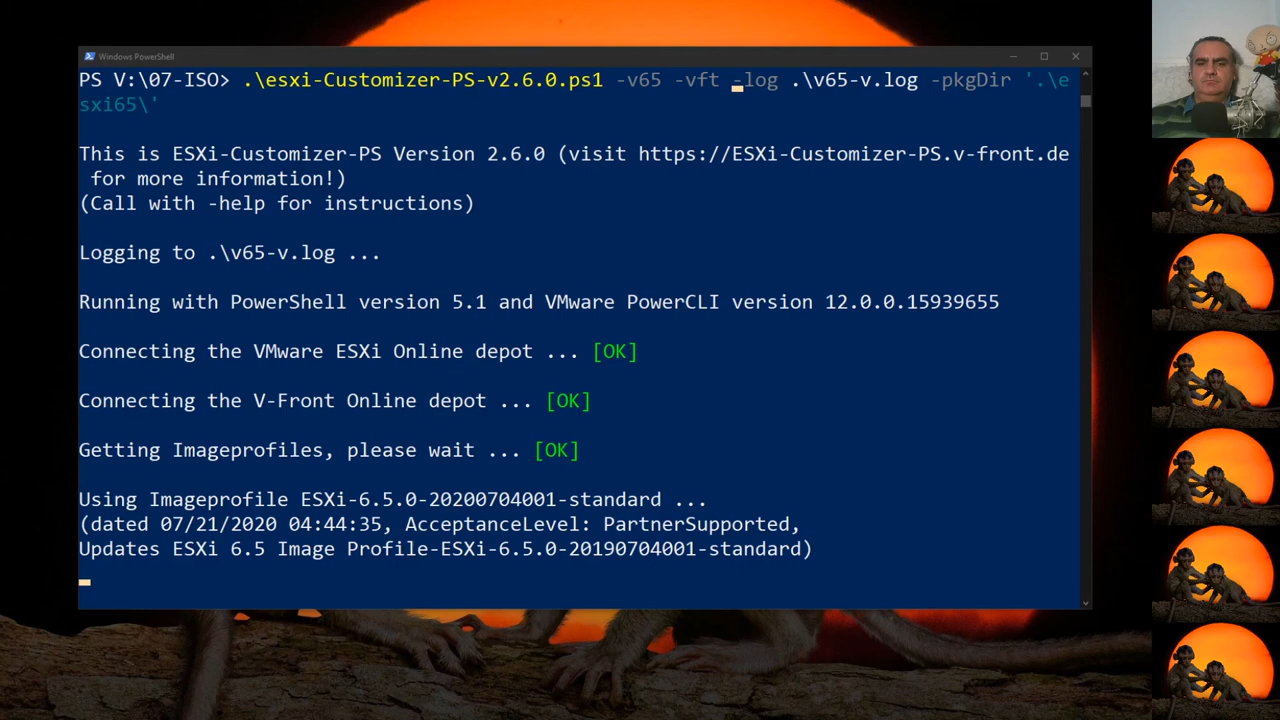 Windows PowerShell
PS V:\07-ISO> .\esxi-Customizer-PS-v2.6.0.ps1 -v65 -vft -log .\v65-v.log -pkgDir '.\e
sxi65\'
This is ESXi-Customizer-PS Version 2.6.0 (visit https://ESXi-Customizer-PS.v-front.de
for more information!)
(Call with -help for instructions)
Logging to .\v65-v.log ...
Running with PowerShell version 5.1 and VMware PowerCLI version 12.0.0.15939655
Connecting the VMware ESXi Online depot ... [OK]
Connecting the V-Front Online depot ... [OK]
Getting Imageprofiles, please wait ... [OK]
Using Imageprofile ESXi-6.5.0-20200704001-standard ...
(dated 07/21/2020 04:44:35, AcceptanceLevel: PartnerSupported,
Updates ESXi 6.5 Image Profile-ESXi-6.5.0-20190704001-standard)